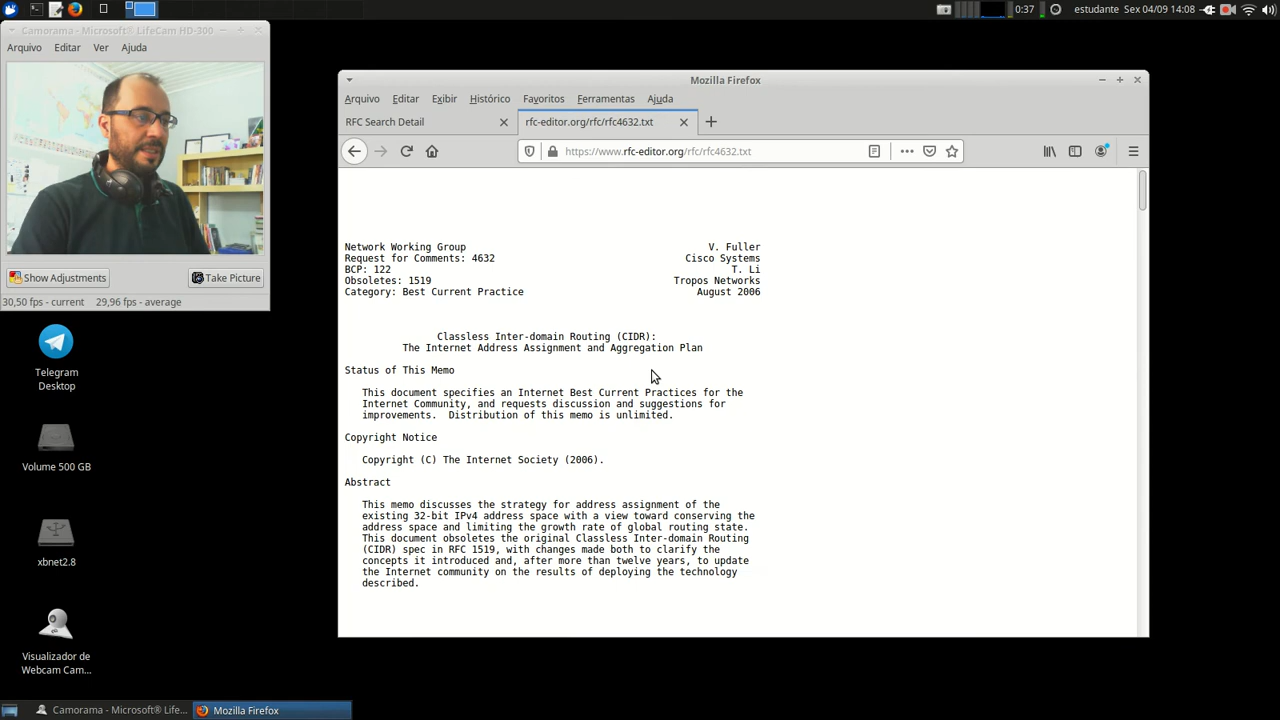 0:37 estudante Sex 04/09 14:08
Camorama - Microsoft® LifeCam HD-300
Arquivo Editar Ver Ajuda
Show Adjustments Take Picture
30,50 fps - current 29,96 fps - average
Telegram
Desktop
Volume 500 GB
xbnet2.8
Visualizador de
Webcam Cam...
Mozilla Firefox
Arquivo Editar Exibir Histórico Favoritos Ferramentas Ajuda
RFC Search Detail rfc-editor.org/rfc/rfc4632.txt
https://www.rfc-editor.org/rfc/rfc4632.txt
Network Working Group V. Fuller
Request for Comments: 4632 Cisco Systems
BCP: 122 T. Li
Obsoletes: 1519 Tropos Networks
Category: Best Current Practice August 2006
Classless Inter-domain Routing (CIDR):
The Internet Address Assignment and Aggregation Plan
Status of This Memo
This document specifies an Internet Best Current Practices for the
Internet Community, and requests discussion and suggestions for
improvements. Distribution of this memo is unlimited.
Copyright Notice
Copyright (C) The Internet Society (2006).
Abstract
This memo discusses the strategy for address assignment of the
existing 32-bit IPv4 address space with a view toward conserving the
address space and limiting the growth rate of global routing state.
This document obsoletes the original Classless Inter-domain Routing
(CIDR) spec in RFC 1519, with changes made both to clarify the
concepts it introduced and, after more than twelve years, to update
the Internet community on the results of deploying the technology
described.
Camorama - Microsoft® Life... Mozilla Firefox